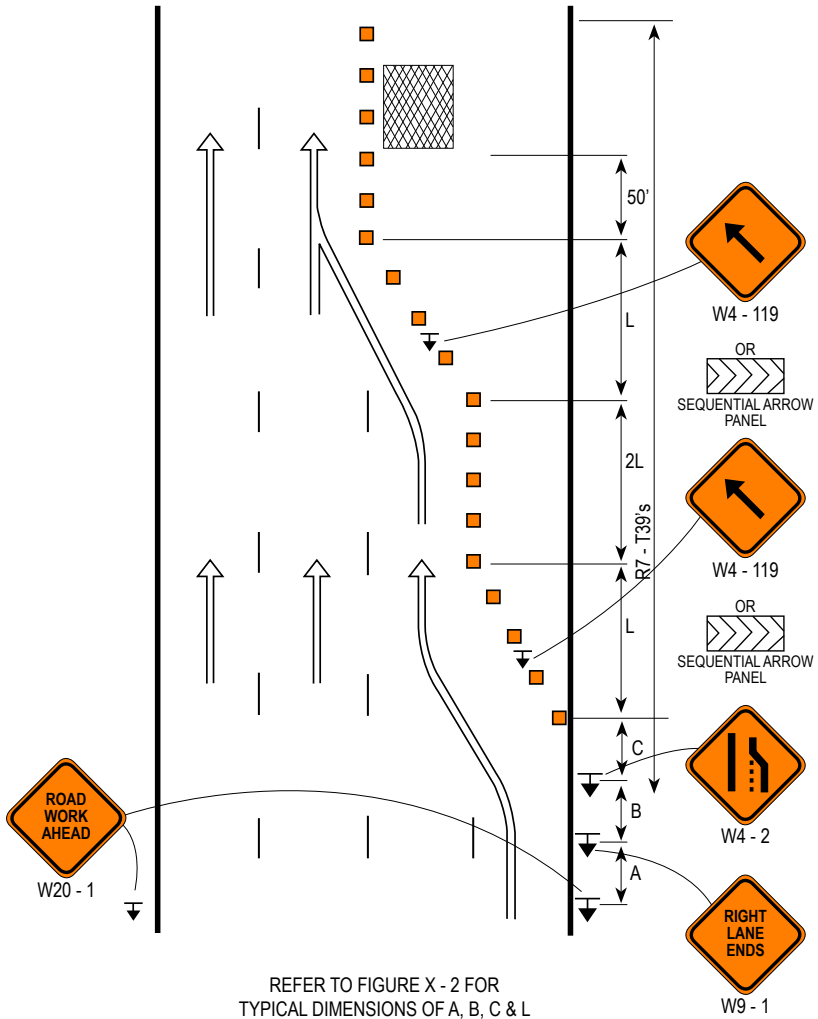 50'
W4 - 119
OR
L
SEQUENTIAL ARROW
PANEL
2L
R7 - T39's
W4 - 119
OR
L
SEQUENTIAL ARROW
PANEL
C
ROAD
WORK
AHEAD
B
W4 - 2
W20 - 1
A
RIGHT
LANE
ENDS
REFER TO FIGURE X - 2 FOR
TYPICAL DIMENSIONS OF A, B, C & L
W9 - 1